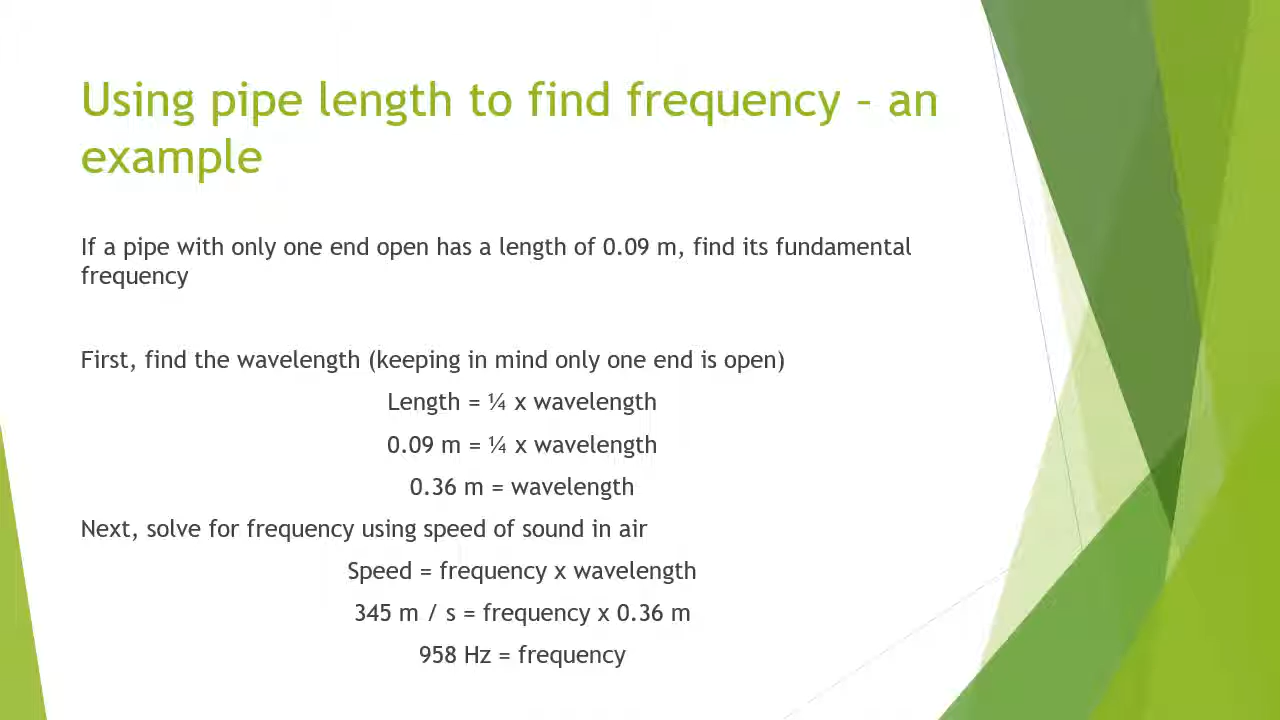 Using pipe length to find frequency – an
example
If a pipe with only one end open has a length of 0.09 m, find its fundamental
frequency
First, find the wavelength (keeping in mind only one end is open)
Length = ¼ x wavelength
0.09 m = ¼ x wavelength
0.36 m = wavelength
Next, solve for frequency using speed of sound in air
Speed = frequency x wavelength
345 m / s = frequency x 0.36 m
958 Hz = frequency